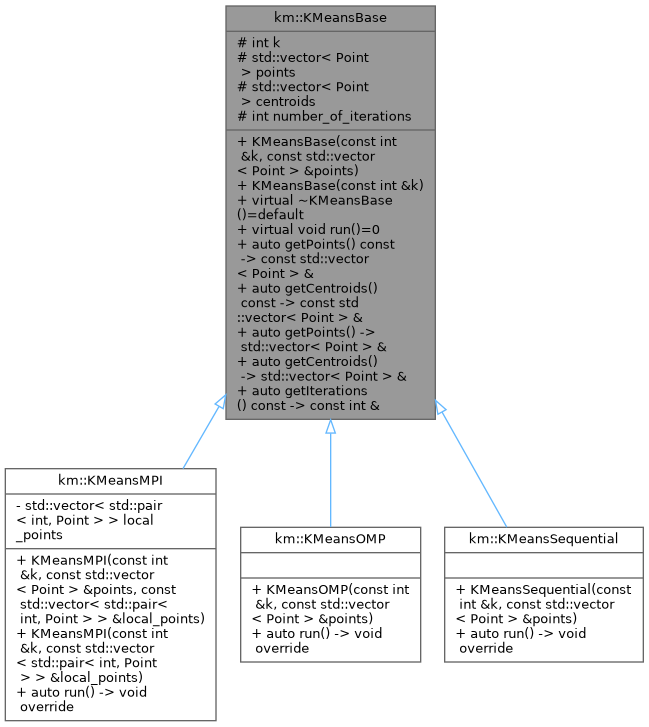 km::KMeansBase
# int k
# std::vector< Point
> points
# std::vector< Point
> centroids
# int number_of_iterations
+ KMeansBase(const int
&k, const std::vector
< Point > &points)
+ KMeansBase(const int &k)
+ virtual ~KMeansBase
()=default
+ virtual void run()=0
+ auto getPoints() const
-> const std::vector
< Point > &
+ auto getCentroids()
const -> const std
::vector< Point > &
+ auto getPoints() ->
std::vector< Point > &
+ auto getCentroids()
-> std::vector< Point > &
+ auto getIterations
() const -> const int &
km::KMeansMPI
- std::vector< std::pair
< int, Point > > local
_points
+ KMeansMPI(const int
&k, const std::vector
< Point > &points, const
std::vector< std::pair<
int, Point > > &local_points)
+ KMeansMPI(const int
&k, const std::vector
< std::pair< int, Point
> > &local_points)
+ auto run() -> void
override
km::KMeansOMP
+ KMeansOMP(const int
&k, const std::vector
< Point > &points)
+ auto run() -> void
override
km::KMeansSequential
+ KMeansSequential(const
int &k, const std::vector
< Point > &points)
+ auto run() -> void
override